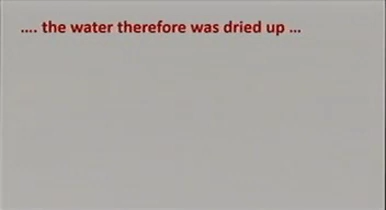 .... the water therefore was dried up ...